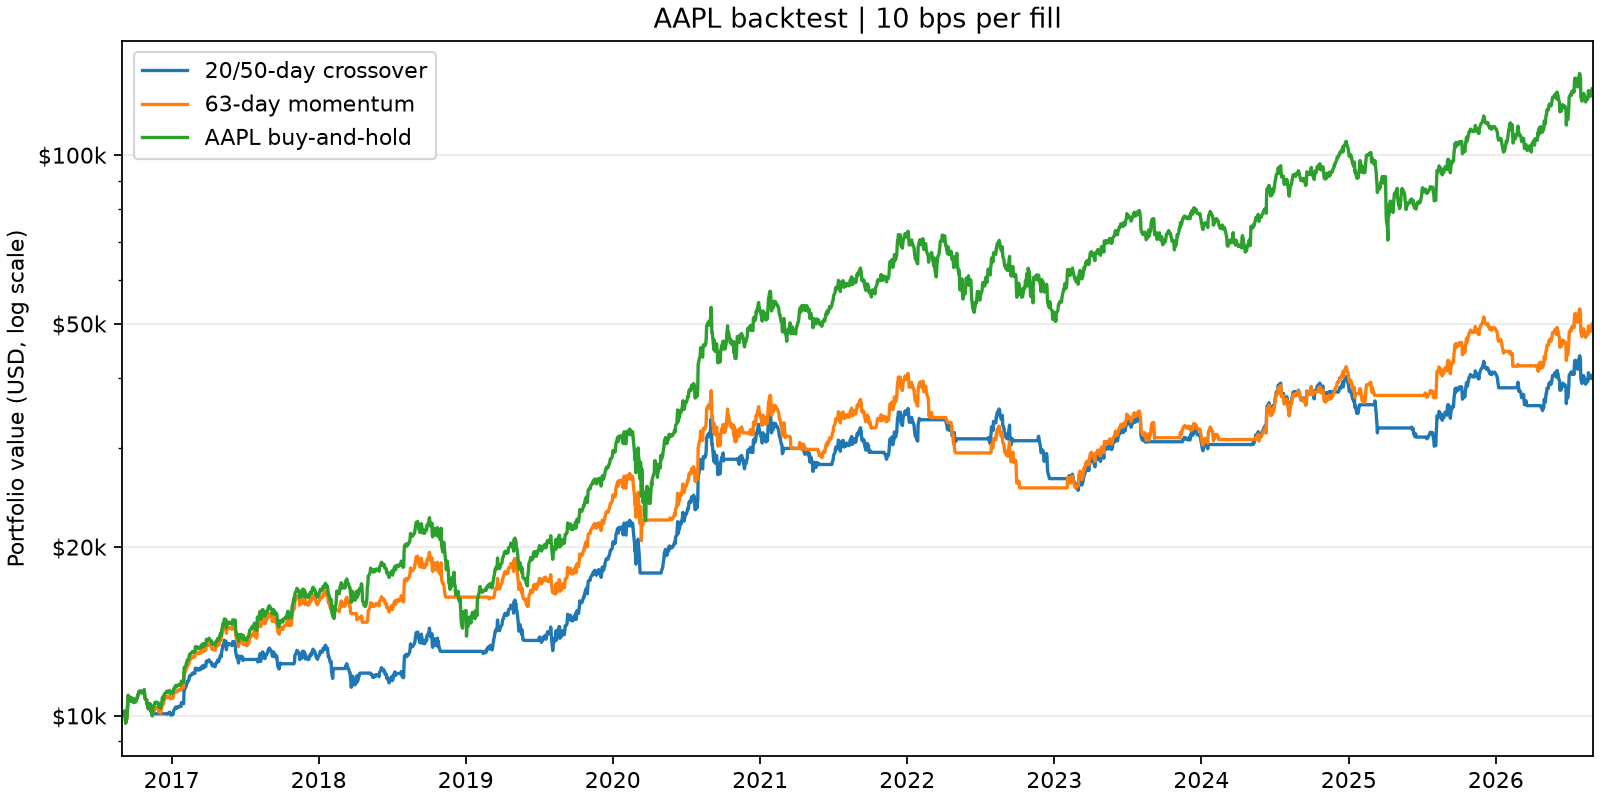 AAPL backtest | 10 bps per fill
20/50-day crossover
63-day momentum
AAPL buy-and-hold
Portfolio value (USD, log scale)
$100k
$50k
$20k
$10k
2017 2018 2019 2020 2021 2022 2023 2024 2025 2026